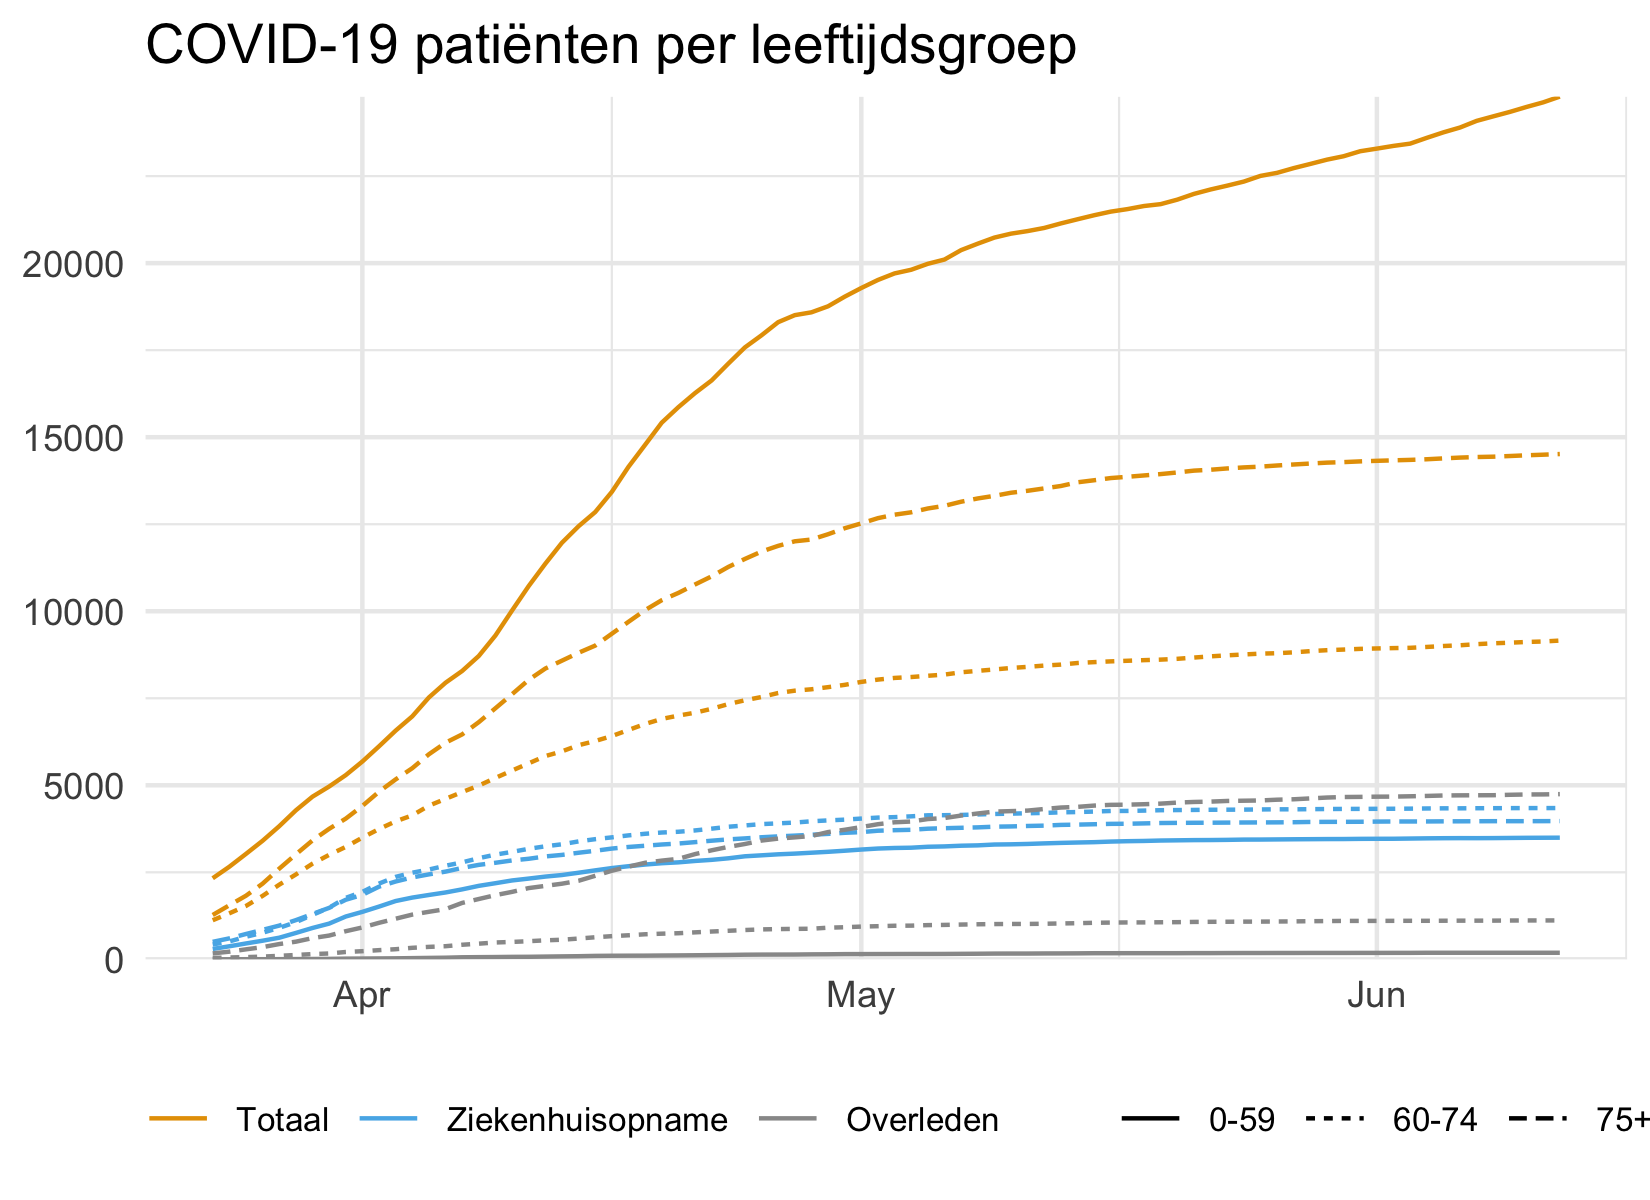 COVID-19 patiënten per leeftijdsgroep
20000
15000
10000
5000
0
Apr May Jun
Totaal Ziekenhuisopname Overleden 0-59 60-74 75+